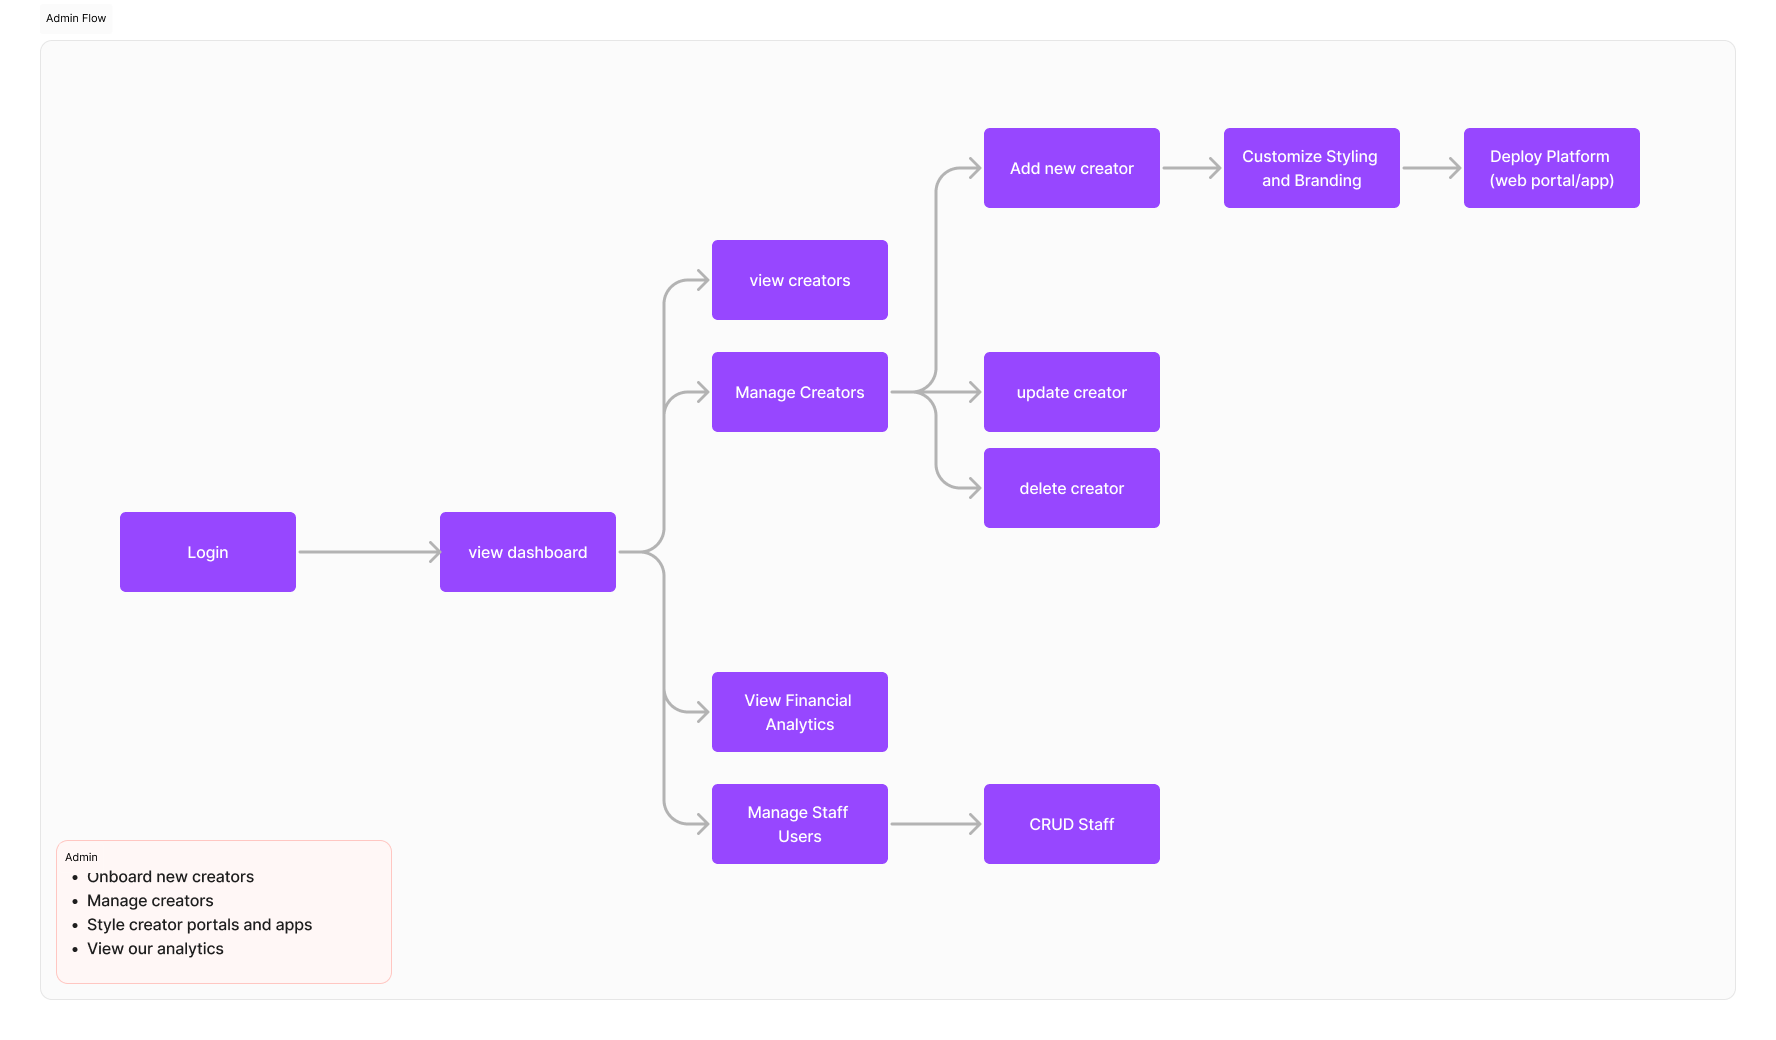 Admin Flow
Add new creator
Customize Styling
and Branding
Deploy Platform
(web portal/app)
view creators
Manage Creators
update creator
delete creator
Login
view dashboard
View Financial
Analytics
Manage Staff
Users
CRUD Staff
Admin
• Onboard new creators
• Manage creators
• Style creator portals and apps
• View our analytics